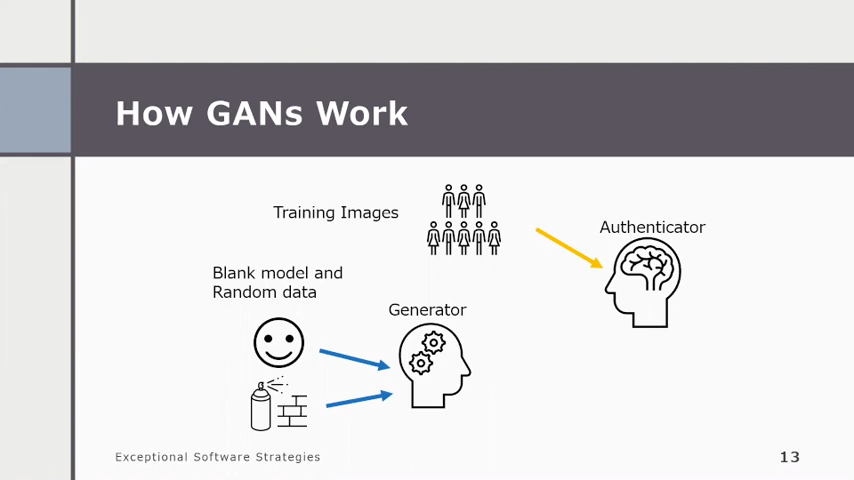 How GANs Work
Training Images
Authenticator
Blank model and
Random data
Generator
Exceptional Software Strategies
13